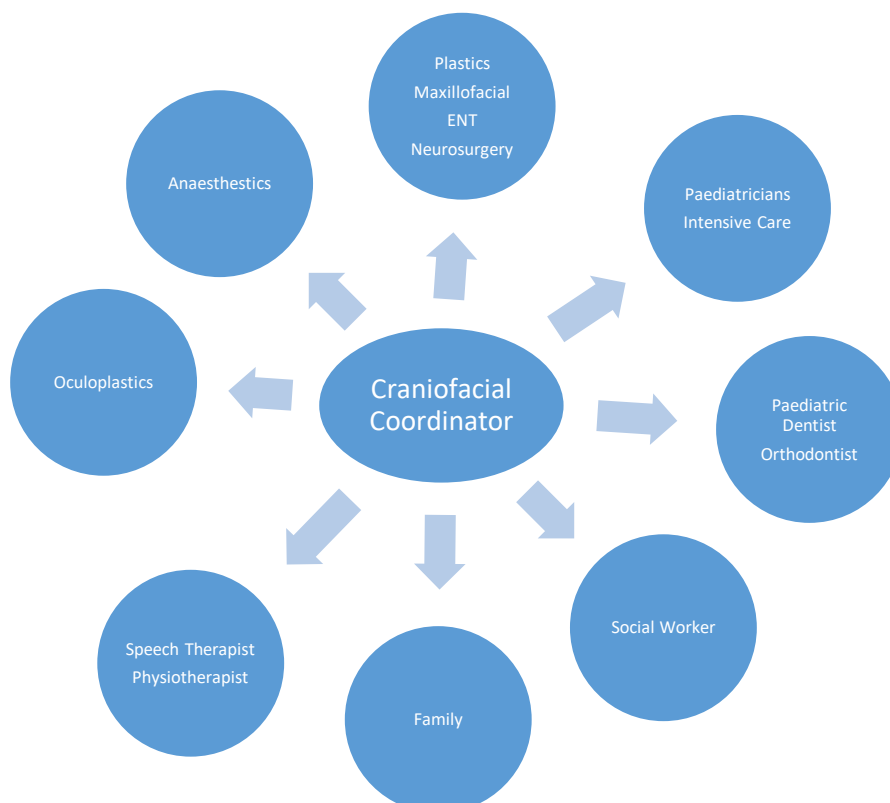 Plastics
Maxillofacial
ENT
Neurosurgery
Paediatricians
Intensive Care
Paediatric
Dentist
Orthodontist
Social Worker
Family
Speech Therapist
Physiotherapist
Oculoplastics
Anaesthestics
Craniofacial
Coordinator